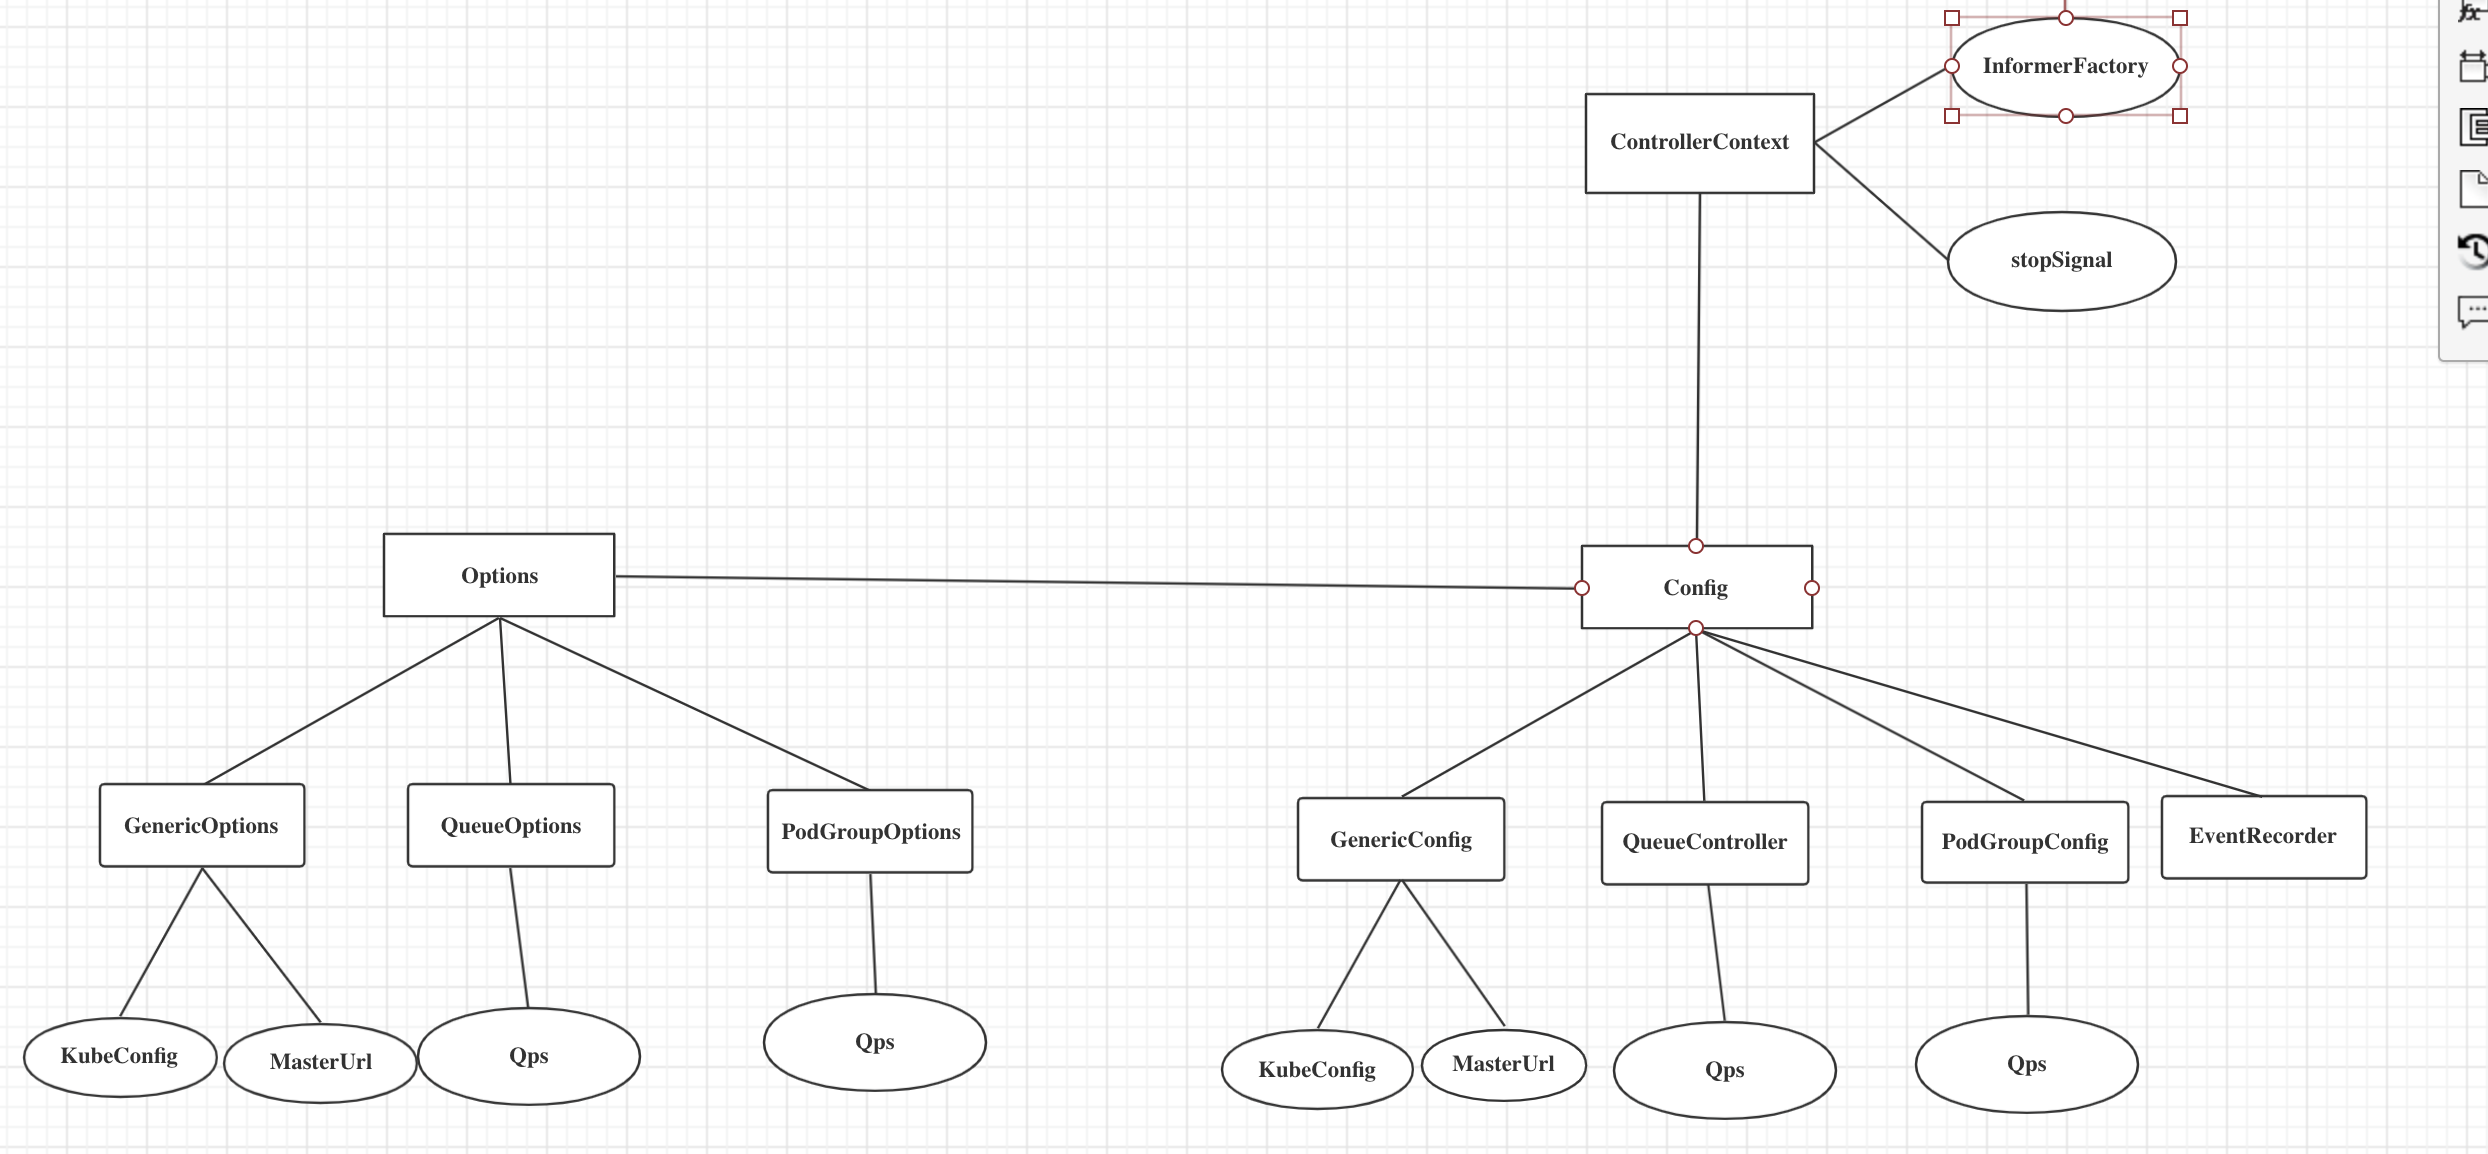 InformerFactory
ControllerContext
stopSignal
Options
Config
GenericOptions
QueueOptions
PodGroupOptions
GenericConfig
QueueController
PodGroupConfig
EventRecorder
KubeConfig
MasterUrl
Qps
Qps
KubeConfig
MasterUrl
Qps
Qps